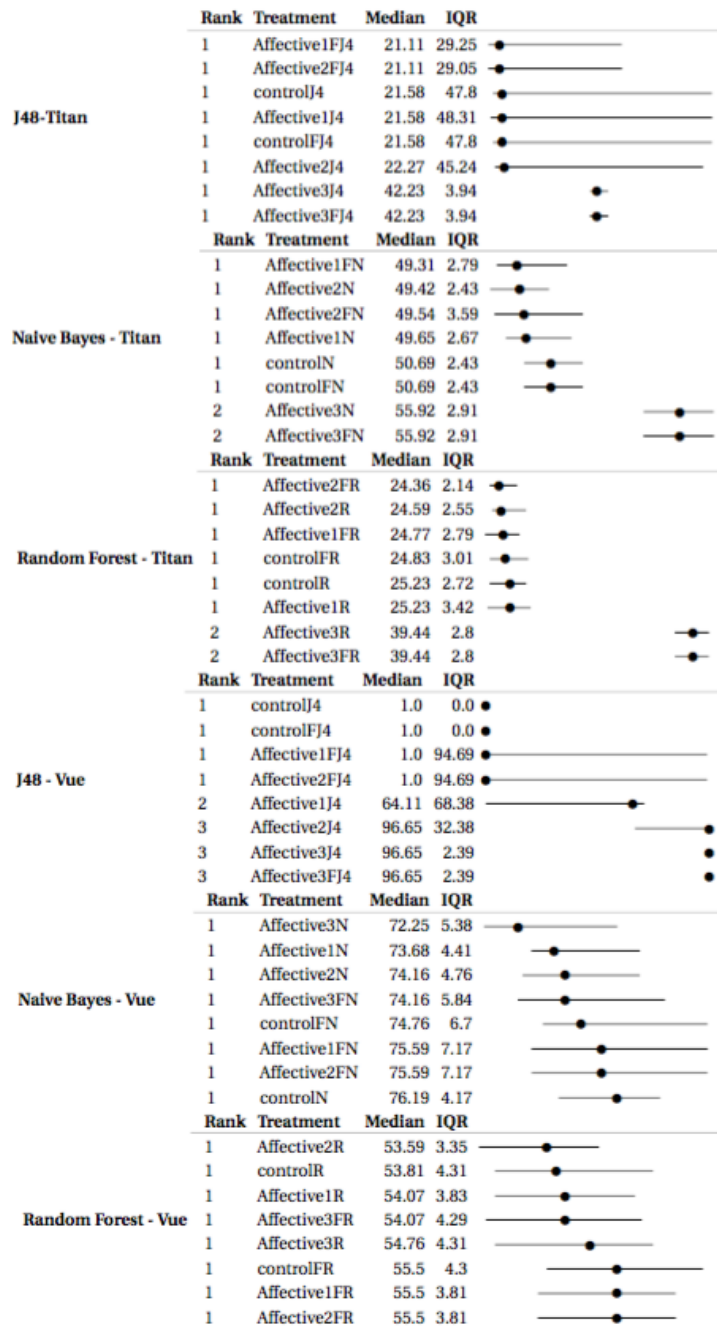 Rank Treatment Median IQR
1 Affective1FJ4 21.11 29.25
1 Affective2FJ4 21.11 29.05
1 controlJ4 21.58 47.8
J48-Titan 1 Affective1J4 21.58 48.31
1 controlFJ4 21.58 47.8
1 Affective2J4 22.27 45.24
1 Affective3J4 42.23 3.94
1 Affective3FJ4 42.23 3.94
Rank Treatment Median IQR
1 Affective1FN 49.31 2.79
1 Affective2N 49.42 2.43
1 Affective2FN 49.54 3.59
Naive Bayes - Titan 1 Affective1N 49.65 2.67
1 controlN 50.69 2.43
1 controlFN 50.69 2.43
2 Affective3N 55.92 2.91
2 Affective3FN 55.92 2.91
Rank Treatment Median IQR
1 Affective2FR 24.36 2.14
1 Affective2R 24.59 2.55
1 Affective1FR 24.77 2.79
Random Forest - Titan 1 controlFR 24.83 3.01
1 controlR 25.23 2.72
1 Affective1R 25.23 3.42
2 Affective3R 39.44 2.8
2 Affective3FR 39.44 2.8
Rank Treatment Median IQR
1 controlJ4 1.0 0.0
1 controlFJ4 1.0 0.0
1 Affective1FJ4 1.0 94.69
J48 - Vue 1 Affective2FJ4 1.0 94.69
2 Affective1J4 64.11 68.38
3 Affective2J4 96.65 32.38
3 Affective3J4 96.65 2.39
3 Affective3FJ4 96.65 2.39
Rank Treatment Median IQR
1 Affective3N 72.25 5.38
1 Affective1N 73.68 4.41
1 Affective2N 74.16 4.76
Naive Bayes - Vue 1 Affective3FN 74.16 5.84
1 controlFN 74.76 6.7
1 Affective1FN 75.59 7.17
1 Affective2FN 75.59 7.17
1 controlN 76.19 4.17
Rank Treatment Median IQR
1 Affective2R 53.59 3.35
1 controlR 53.81 4.31
1 Affective1R 54.07 3.83
Random Forest - Vue 1 Affective3FR 54.07 4.29
1 Affective3R 54.76 4.31
1 controlFR 55.5 4.3
1 Affective1FR 55.5 3.81
1 Affective2FR 55.5 3.81